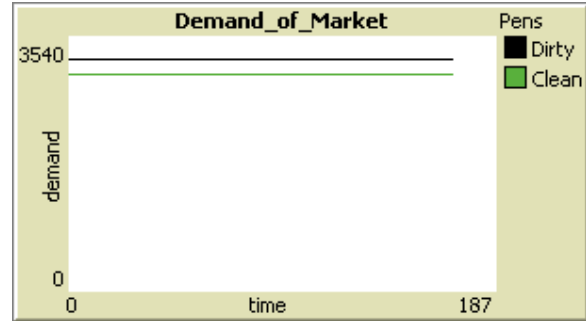 Demand_of_Market
Pens
3540
Dirty
Clean
demand
0
0
time
187